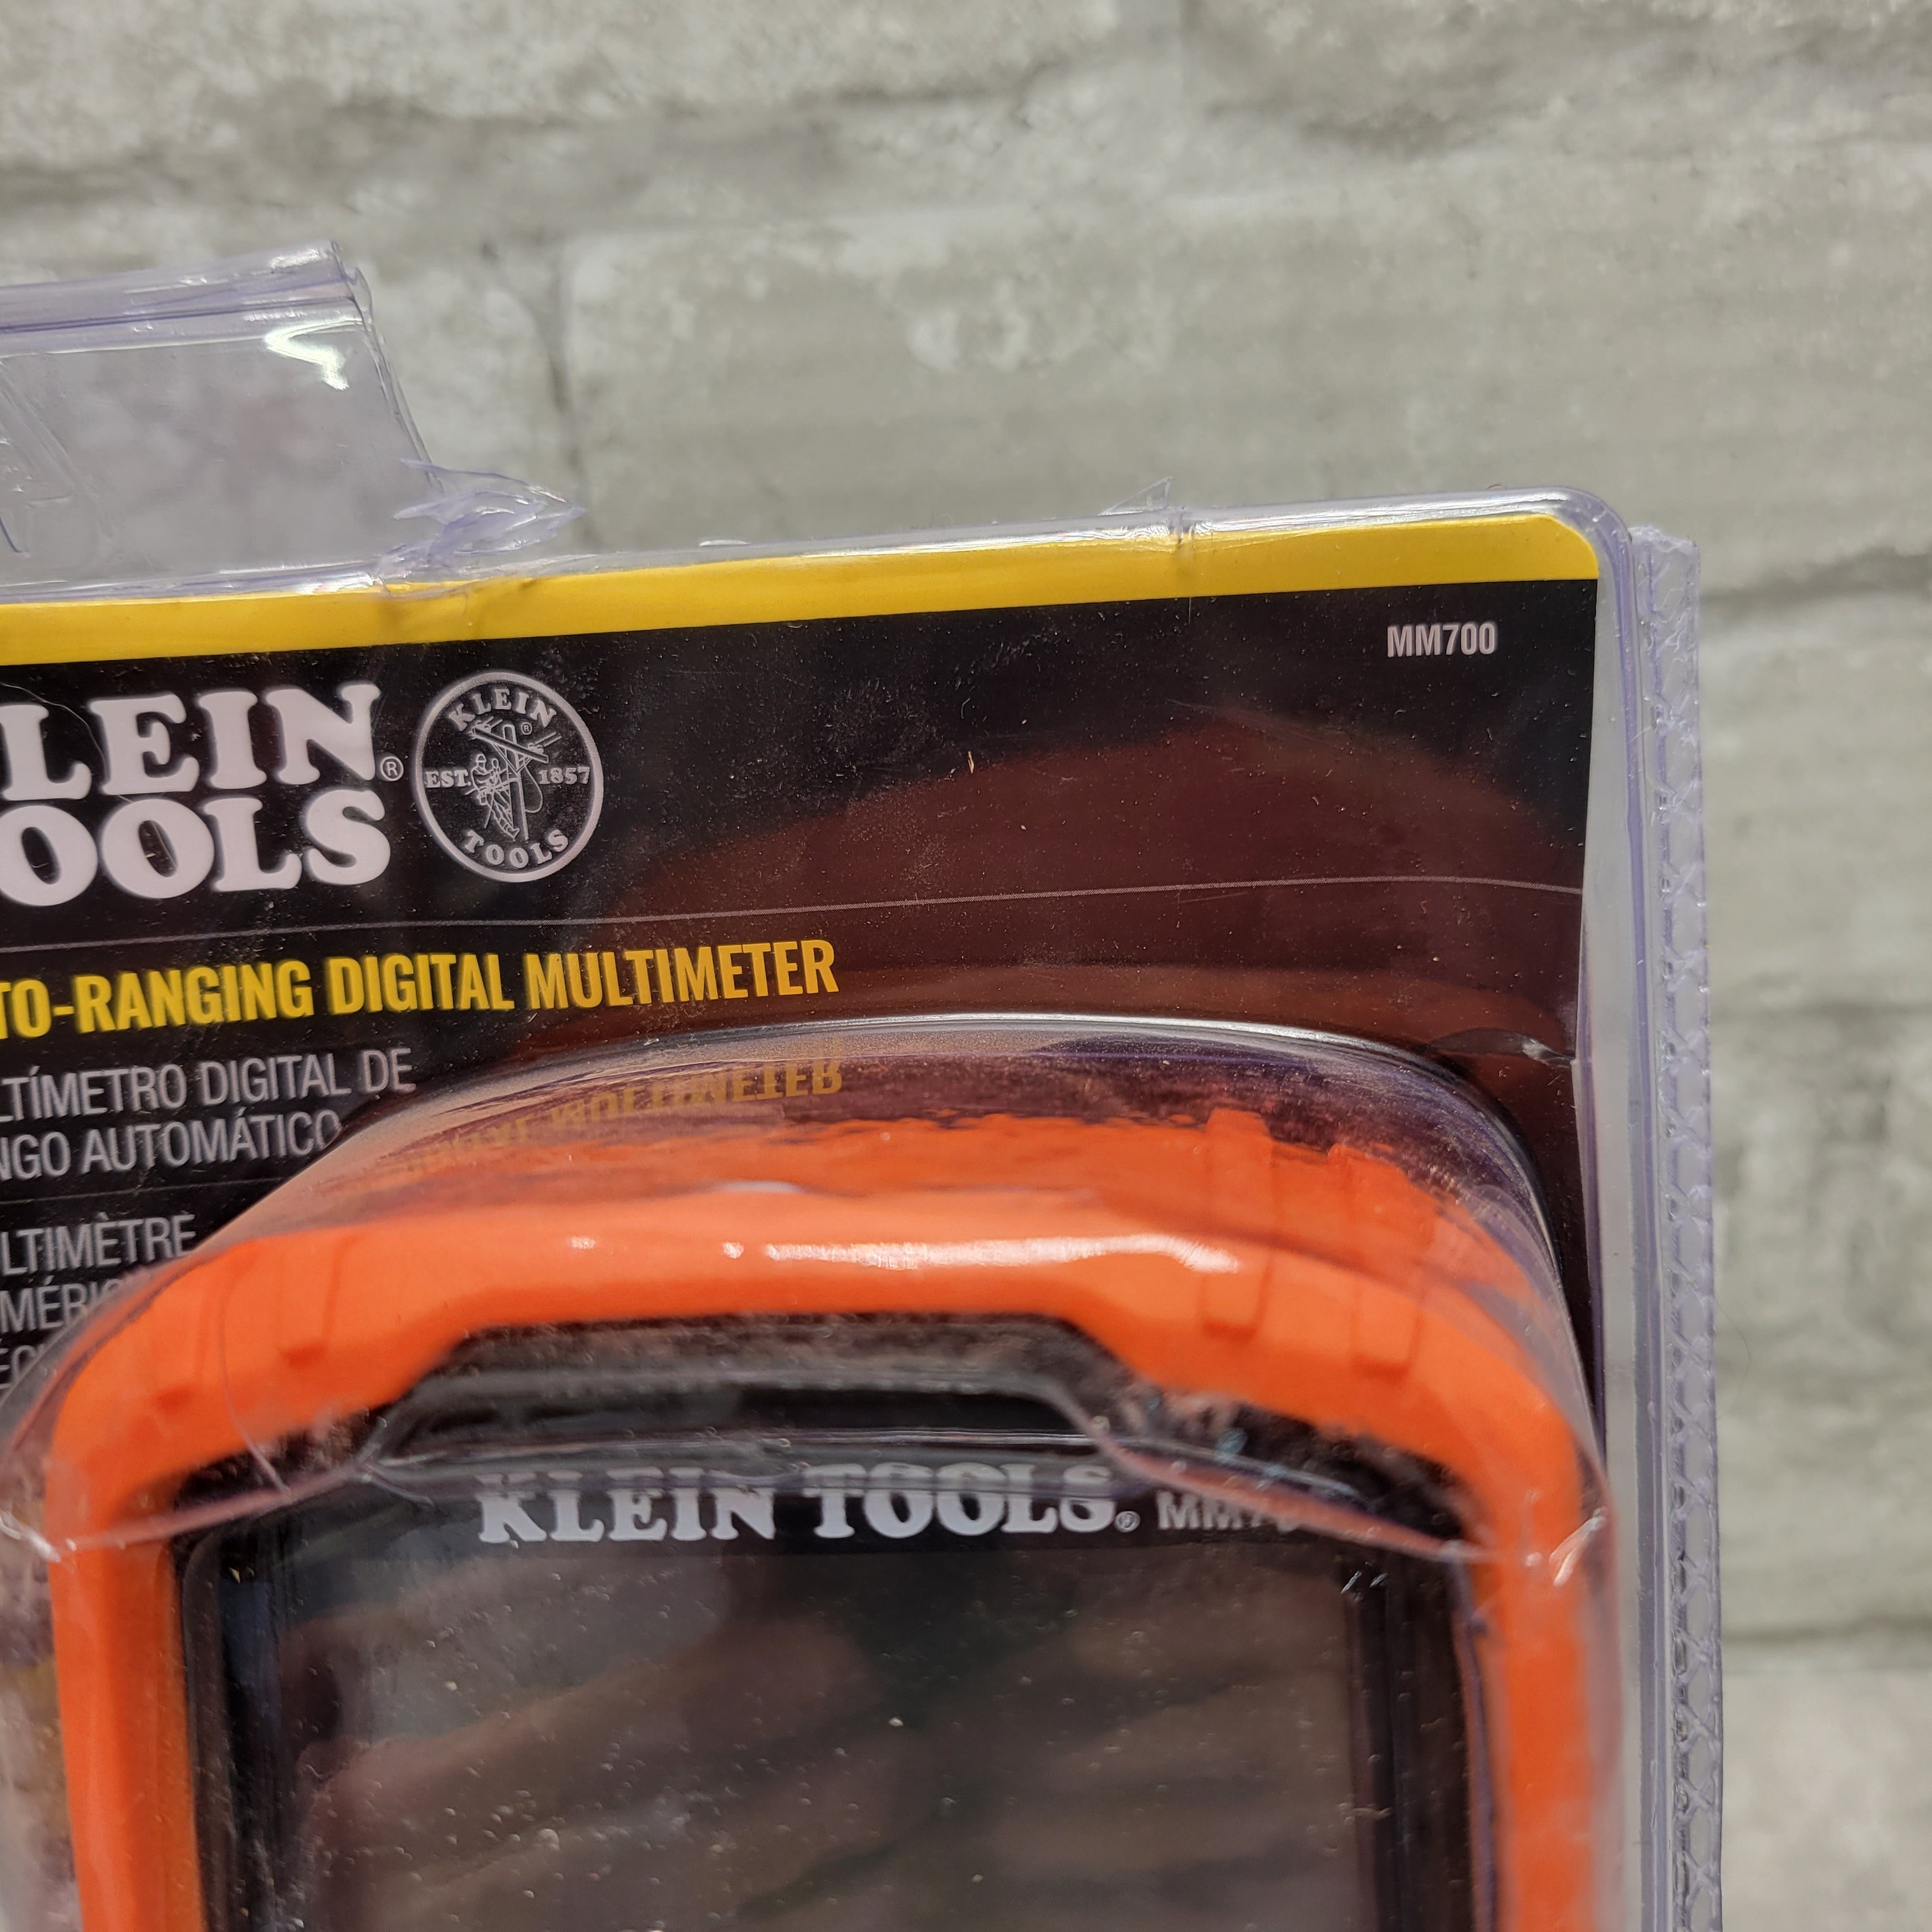 MM700
LEIN®
OOLS
KLEIN
®
EST. 1857
TOOLS
TO-RANGING DIGITAL MULTIMETER
LTÍMETRO DIGITAL DE
NGO AUTOMÁTICO
LTIMÈTRE
MÉRI
KLEIN TOOLS®